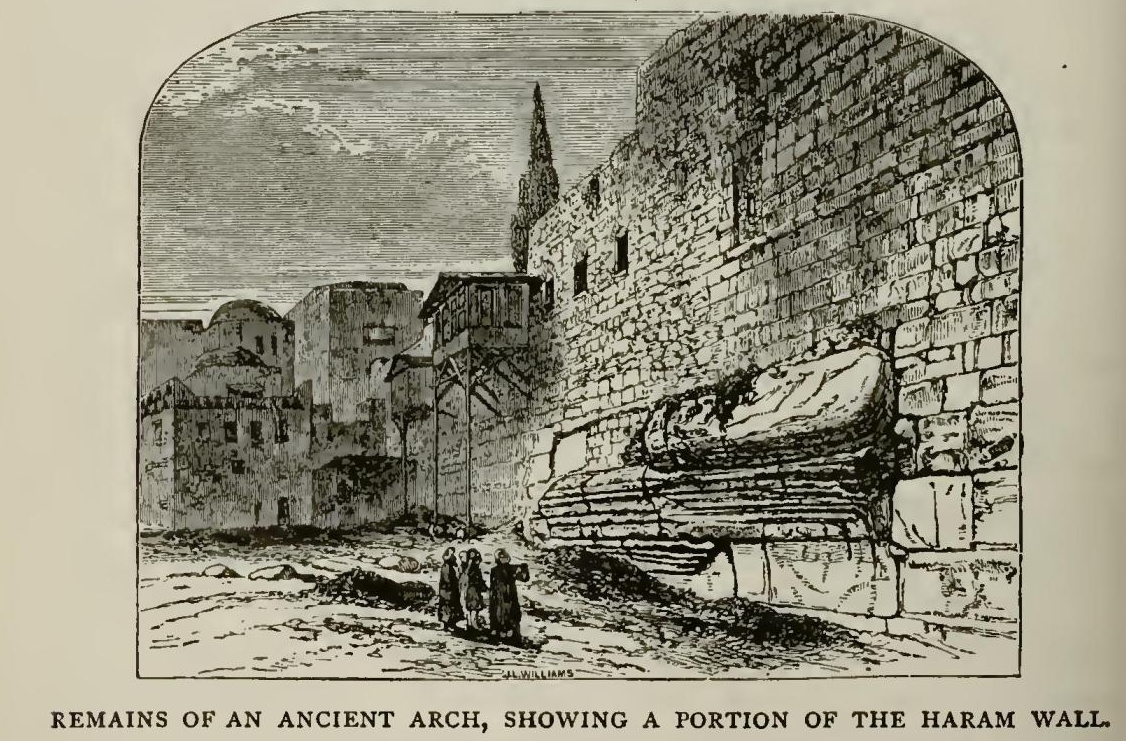 J.L.WILLIAMS
REMAINS OF AN ANCIENT ARCH, SHOWING A PORTION OF THE HARAM WALL.